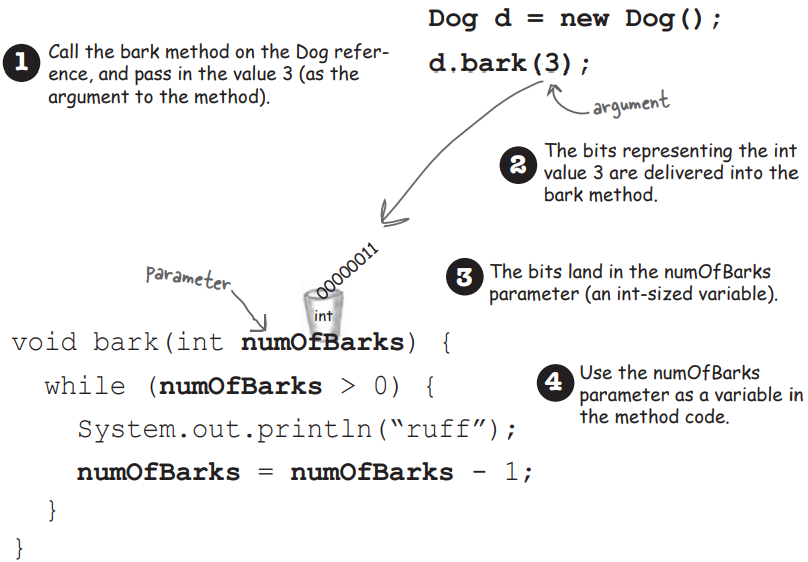 Dog d = new Dog();
d.bark(3);
1 Call the bark method on the Dog refer-
ence, and pass in the value 3 (as the
argument to the method).
argument
2 The bits representing the int
value 3 are delivered into the
bark method.
00000011
int
parameter
3 The bits land in the numOfBarks
parameter (an int-sized variable).
void bark(int numOfBarks) {
while (numOfBarks > 0) {
System.out.println(“ruff”);
numOfBarks = numOfBarks - 1;
}
}
4 Use the numOfBarks
parameter as a variable in
the method code.